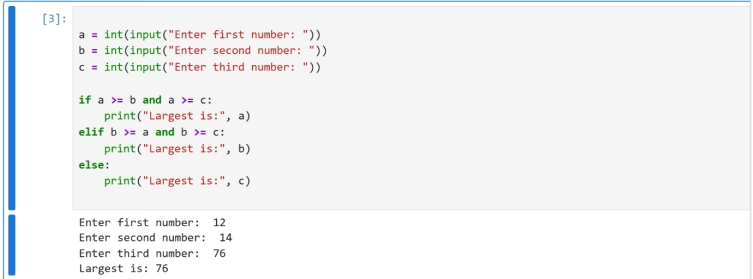 [3]:
a = int(input("Enter first number: "))
b = int(input("Enter second number: "))
c = int(input("Enter third number: "))
if a >= b and a >= c:
    print("Largest is:", a)
elif b >= a and b >= c:
    print("Largest is:", b)
else:
    print("Largest is:", c)
Enter first number:  12
Enter second number:  14
Enter third number:  76
Largest is: 76